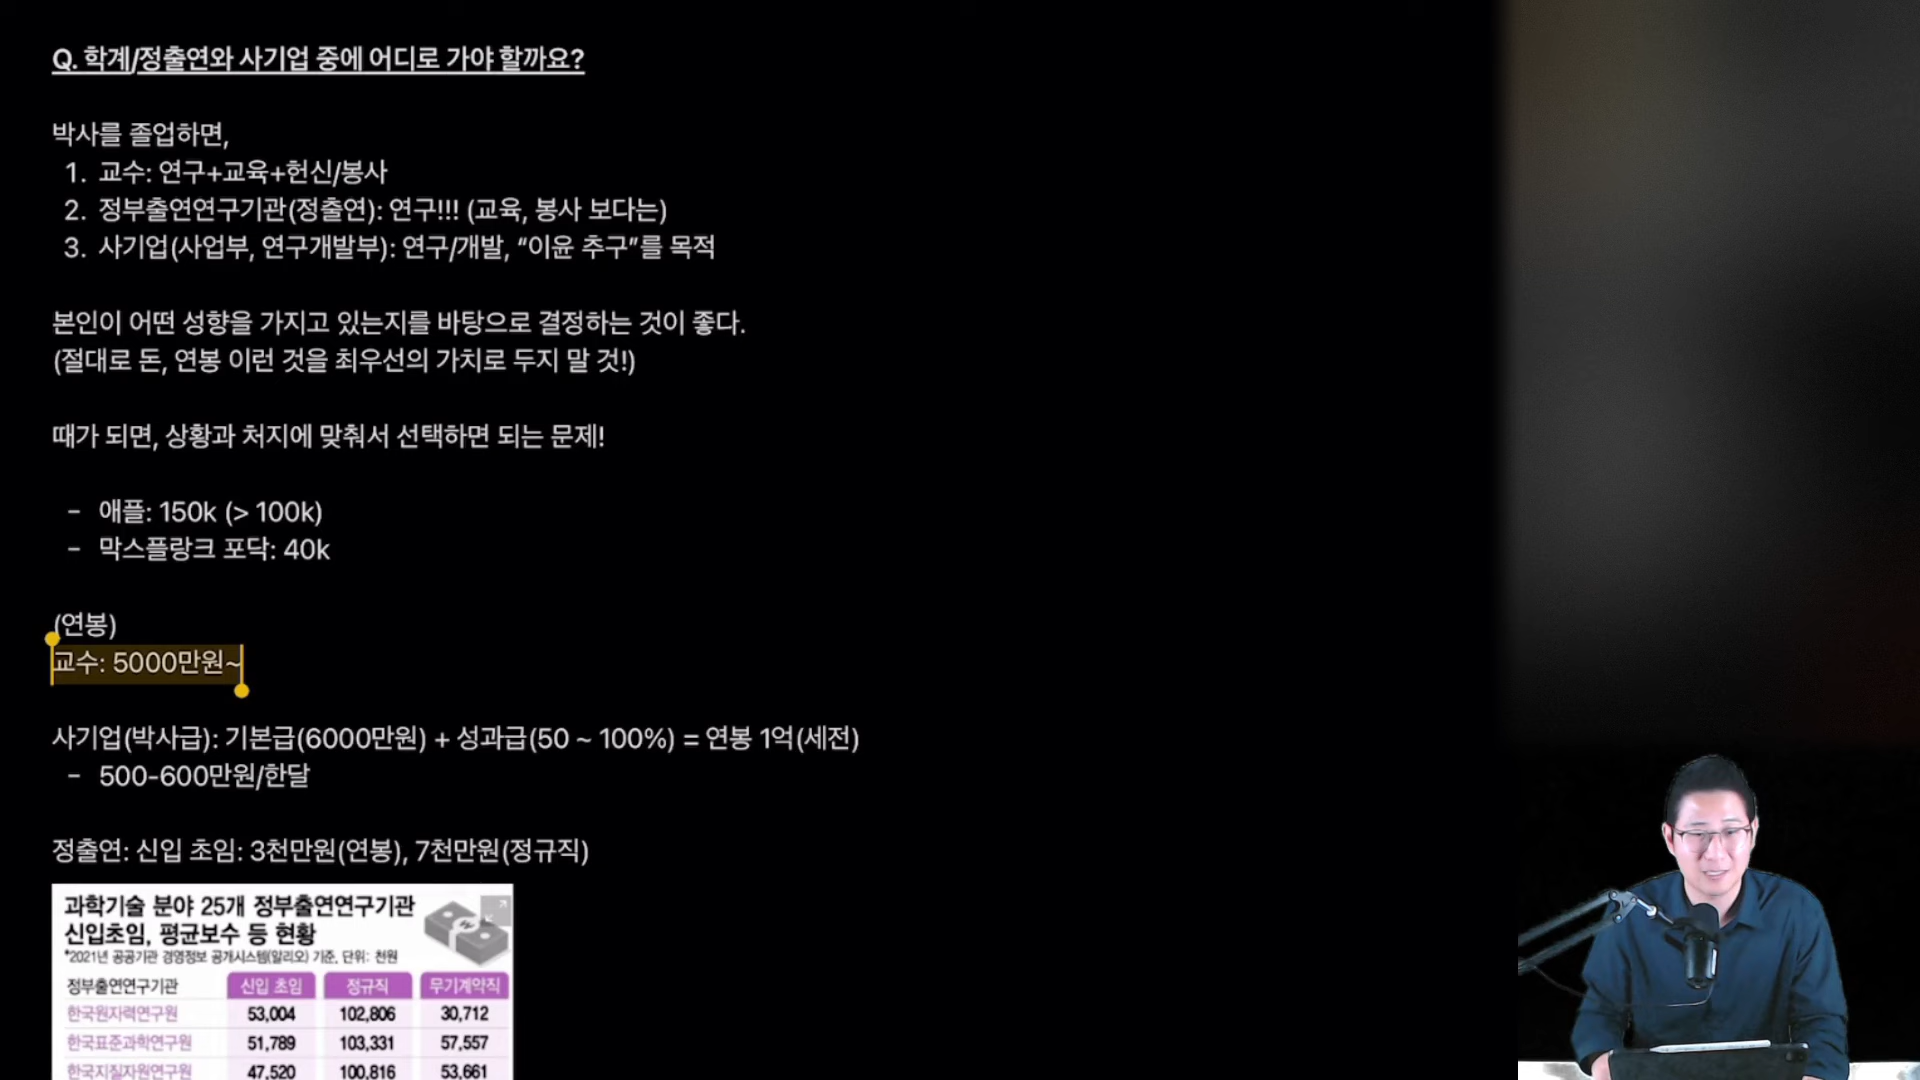 Q. 학계/정출연와 사기업 중에 어디로 가야 할까요?
박사를 졸업하면,
1. 교수: 연구+교육+헌신/봉사
2. 정부출연연구기관(정출연): 연구!!! (교육, 봉사 보다는)
3. 사기업(사업부, 연구개발부): 연구/개발, “이윤 추구”를 목적
본인이 어떤 성향을 가지고 있는지를 바탕으로 결정하는 것이 좋다.
(절대로 돈, 연봉 이런 것을 최우선의 가치로 두지 말 것!)
때가 되면, 상황과 처지에 맞춰서 선택하면 되는 문제!
- 애플: 150k (> 100k)
- 막스플랑크 포닥: 40k
(연봉)
교수: 5000만원~
사기업(박사급): 기본급(6000만원) + 성과급(50 ~ 100%) = 연봉 1억(세전)
- 500-600만원/한달
정출연: 신입 초임: 3천만원(연봉), 7천만원(정규직)
과학기술 분야 25개 정부출연연구기관
신입초임, 평균보수 등 현황
*2021년 공공기관 경영정보 공개시스템(알리오) 기준, 단위: 천원
정부출연연구기관 신입 초임 정규직 무기계약직
한국원자력연구원 53,004 102,806 30,712
한국표준과학연구원 51,789 103,331 57,557
한국지질자원연구원 47,520 100,816 53,661